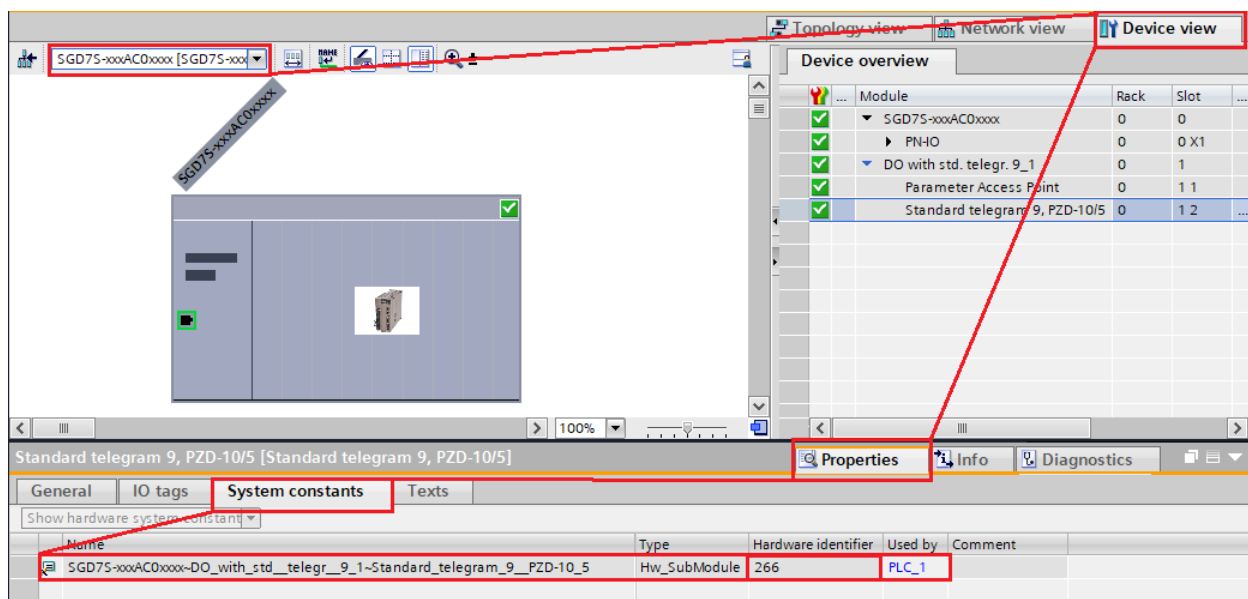 Topology view Network view Device view
SGD7S-xxxAC0xxxx [SGD7S-xxx NAME ± Device overview
... Module Rack Slot ...
SGD7S-xxxAC0xxxx 0 0
PN-IO 0 0 X1
DO with std. telegr. 9_1 0 1
Parameter Access Point 0 1 1
Standard telegram 9, PZD-10/5 0 1 2 ...
SGD7S-xxxAC0xxxx
100%
Standard telegram 9, PZD-10/5 [Standard telegram 9, PZD-10/5] Properties Info Diagnostics
General IO tags System constants Texts
Show hardware system constant
Name Type Hardware identifier Used by Comment
SGD7S-xxxAC0xxxx~DO_with_std__telegr__9_1~Standard_telegram_9__PZD-10_5 Hw_SubModule 266 PLC_1